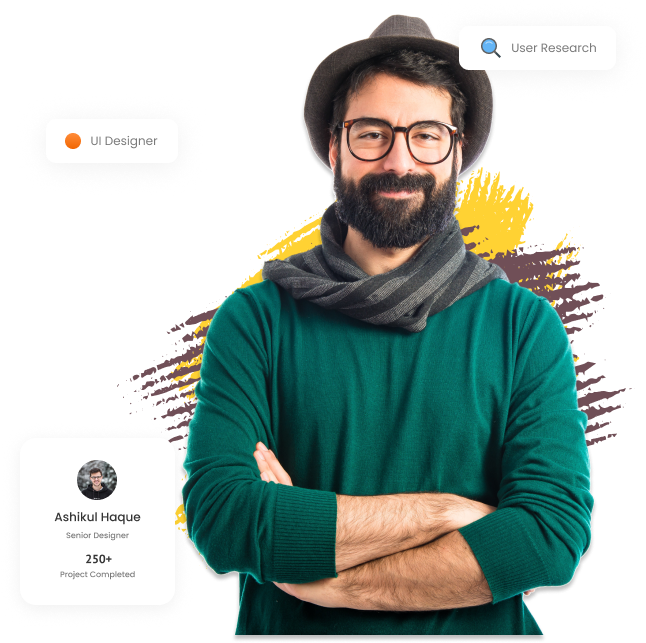 User Research
UI Designer
Ashikul Haque
Senior Designer
250+
Project Completed